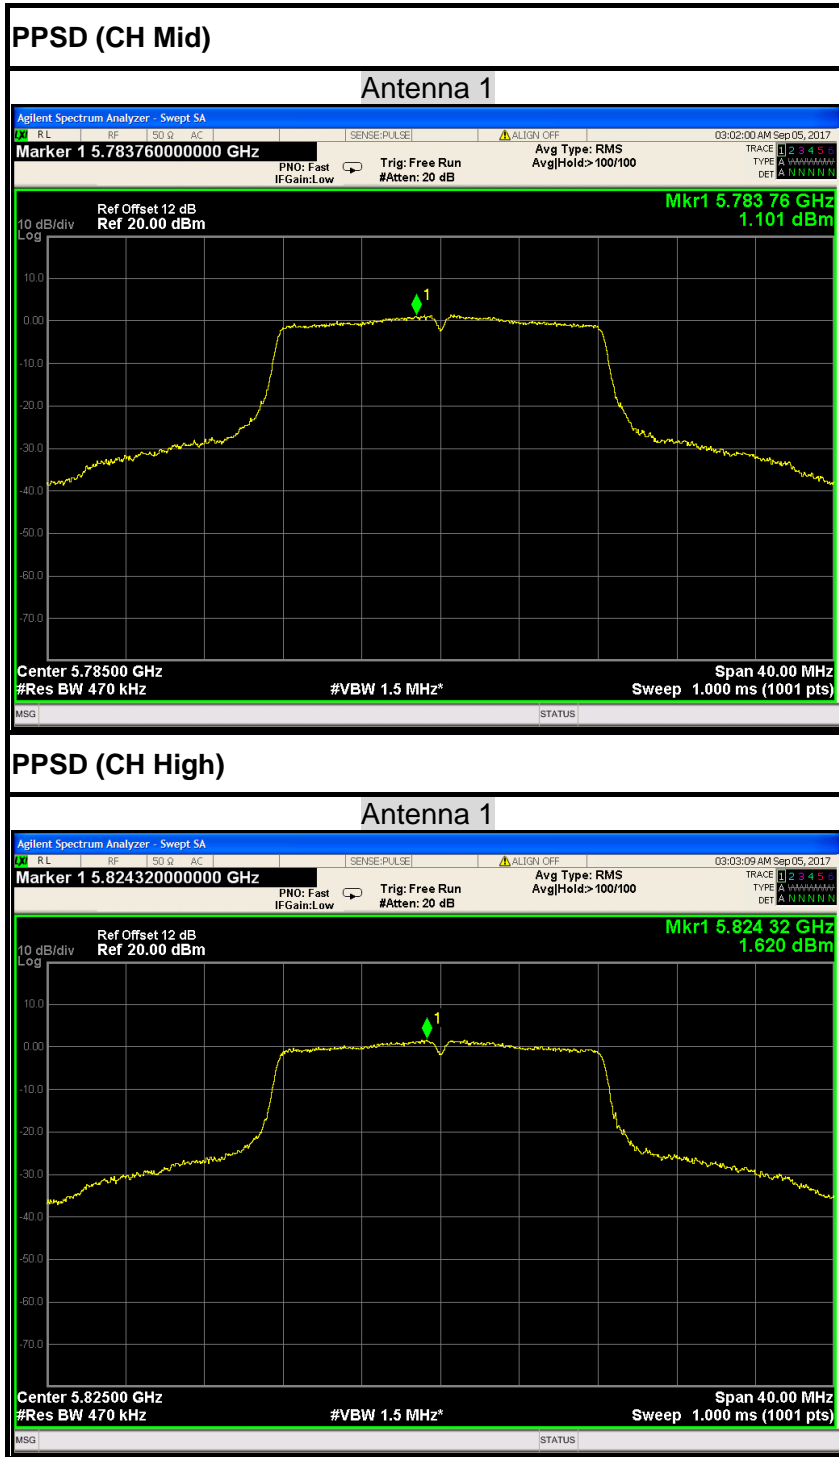 PPSD (CH Mid)
Antenna 1
Agilent Spectrum Analyzer - Swept SA
LXI RL RF 50 Ω AC SENSE:PULSE ALIGN OFF 03:02:00 AM Sep 05, 2017
Marker 1 5.783760000000 GHz
PNO: Fast
IFGain:Low
Trig: Free Run
#Atten: 20 dB
Avg Type: RMS
Avg|Hold:>100/100
TRACE 1 2 3 4 5 6
TYPE A WWWWW
DET A N N N N N
Mkr1 5.783 76 GHz
1.101 dBm
Ref Offset 12 dB
10 dB/div Ref 20.00 dBm
Log
1
10.0
0.00
-10.0
-20.0
-30.0
-40.0
-50.0
-60.0
-70.0
Center 5.78500 GHz Span 40.00 MHz
#Res BW 470 kHz #VBW 1.5 MHz* Sweep 1.000 ms (1001 pts)
MSG STATUS
PPSD (CH High)
Antenna 1
Agilent Spectrum Analyzer - Swept SA
LXI RL RF 50 Ω AC SENSE:PULSE ALIGN OFF 03:03:09 AM Sep 05, 2017
Marker 1 5.824320000000 GHz
PNO: Fast
IFGain:Low
Trig: Free Run
#Atten: 20 dB
Avg Type: RMS
Avg|Hold:>100/100
TRACE 1 2 3 4 5 6
TYPE A WWWWW
DET A N N N N N
Mkr1 5.824 32 GHz
1.620 dBm
Ref Offset 12 dB
10 dB/div Ref 20.00 dBm
Log
1
10.0
0.00
-10.0
-20.0
-30.0
-40.0
-50.0
-60.0
-70.0
Center 5.82500 GHz Span 40.00 MHz
#Res BW 470 kHz #VBW 1.5 MHz* Sweep 1.000 ms (1001 pts)
MSG STATUS